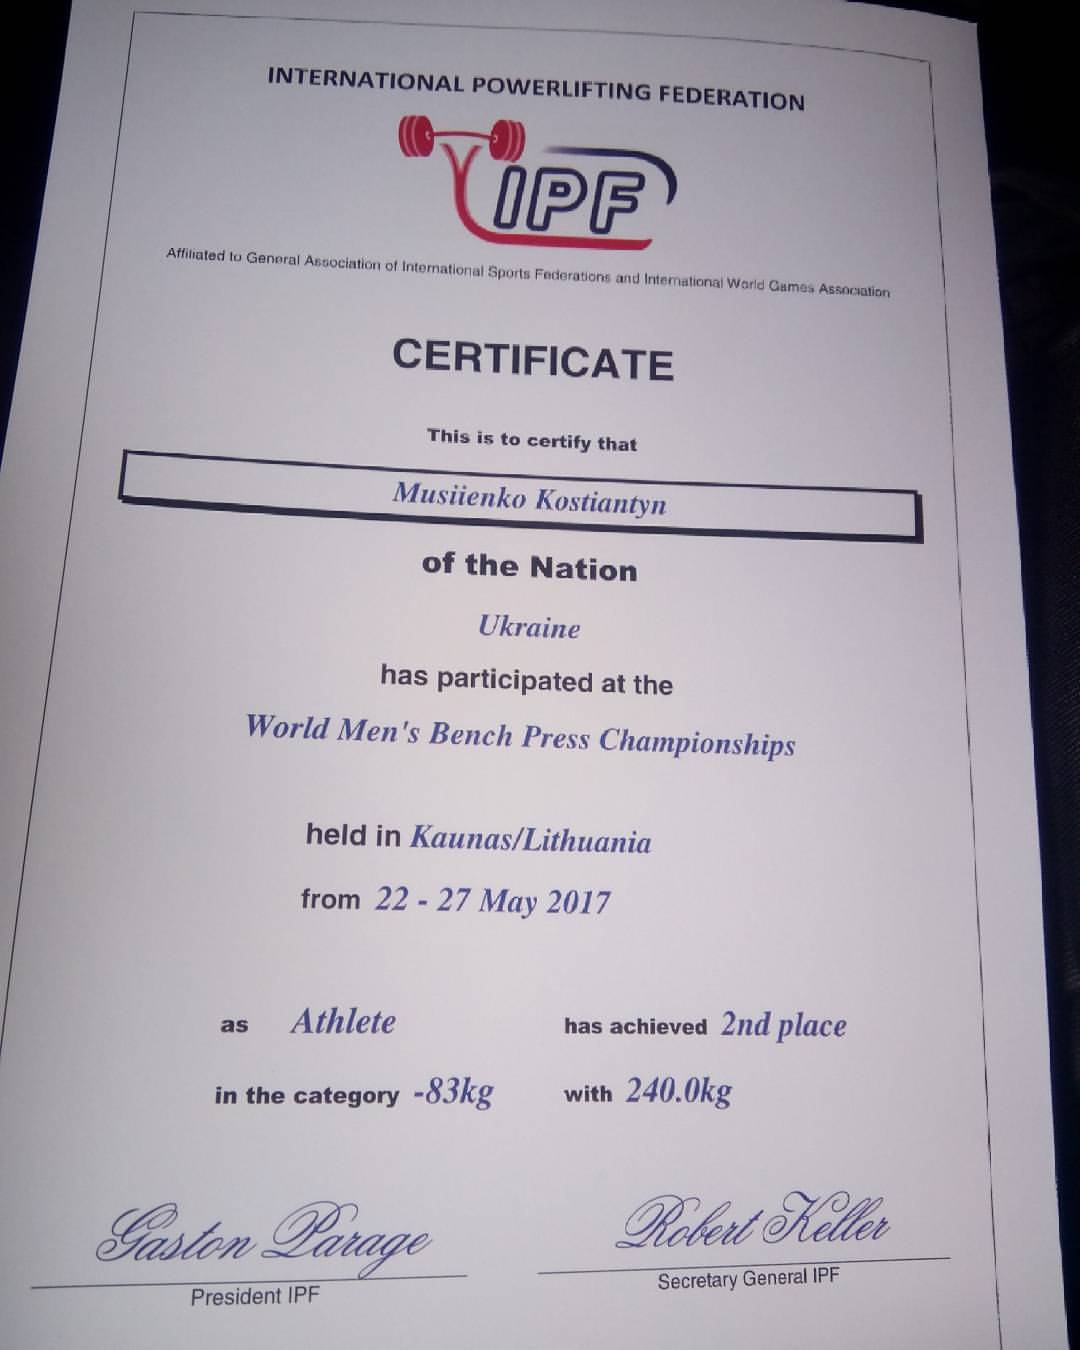 INTERNATIONAL POWERLIFTING FEDERATION
IPF
Affiliated to General Association of International Sports Federations and International World Games Association
CERTIFICATE
This is to certify that
Musiienko Kostiantyn
of the Nation
Ukraine
has participated at the
World Men's Bench Press Championships
held in Kaunas/Lithuania
from 22 - 27 May 2017
as Athlete has achieved 2nd place
in the category -83kg with 240.0kg
Gaston Parage Robert Keller
President IPF Secretary General IPF